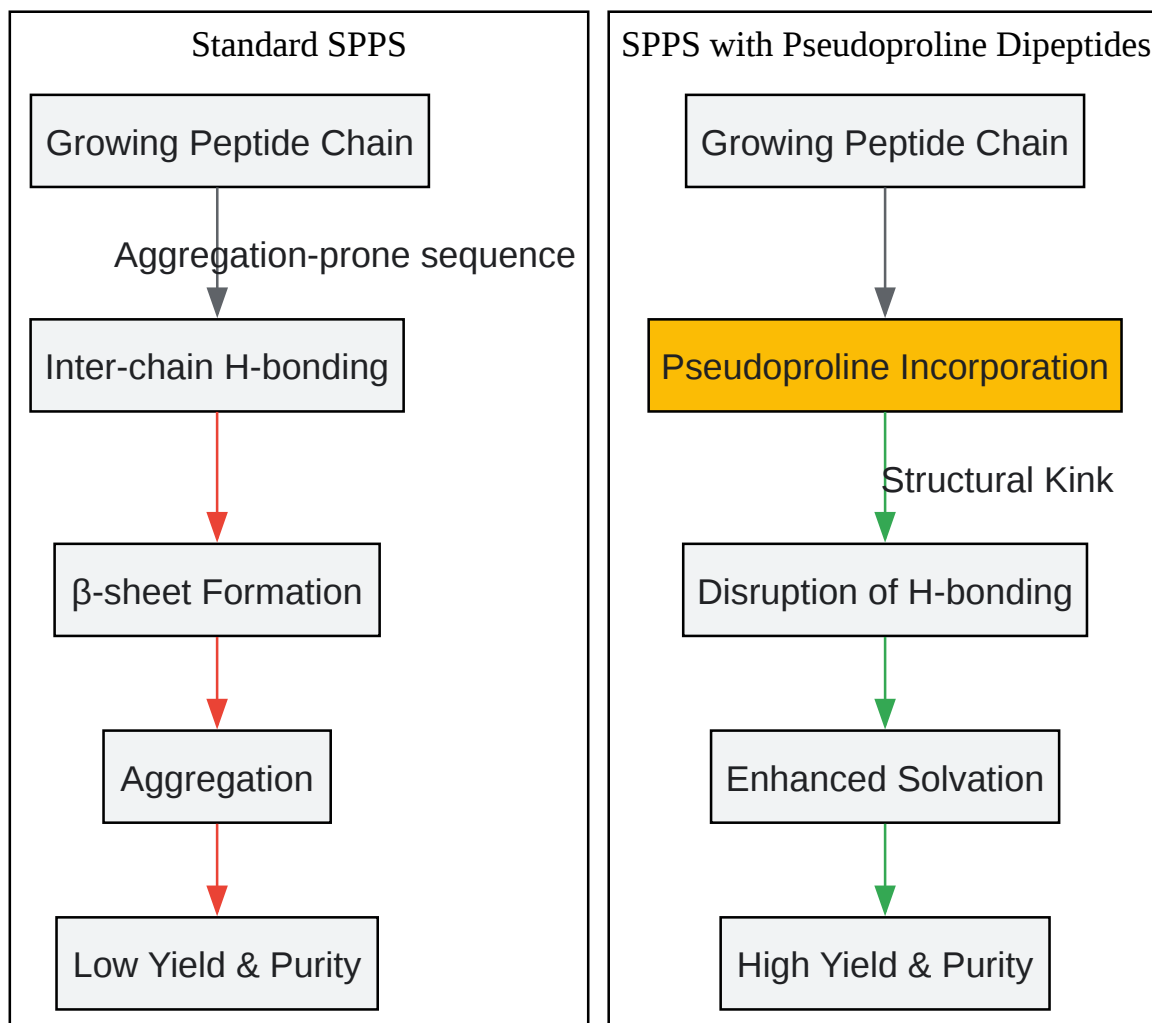 Standard SPPS
Growing Peptide Chain
Aggregation-prone sequence
Inter-chain H-bonding
β-sheet Formation
Aggregation
Low Yield & Purity
SPPS with Pseudoproline Dipeptides
Growing Peptide Chain
Pseudoproline Incorporation
Structural Kink
Disruption of H-bonding
Enhanced Solvation
High Yield & Purity